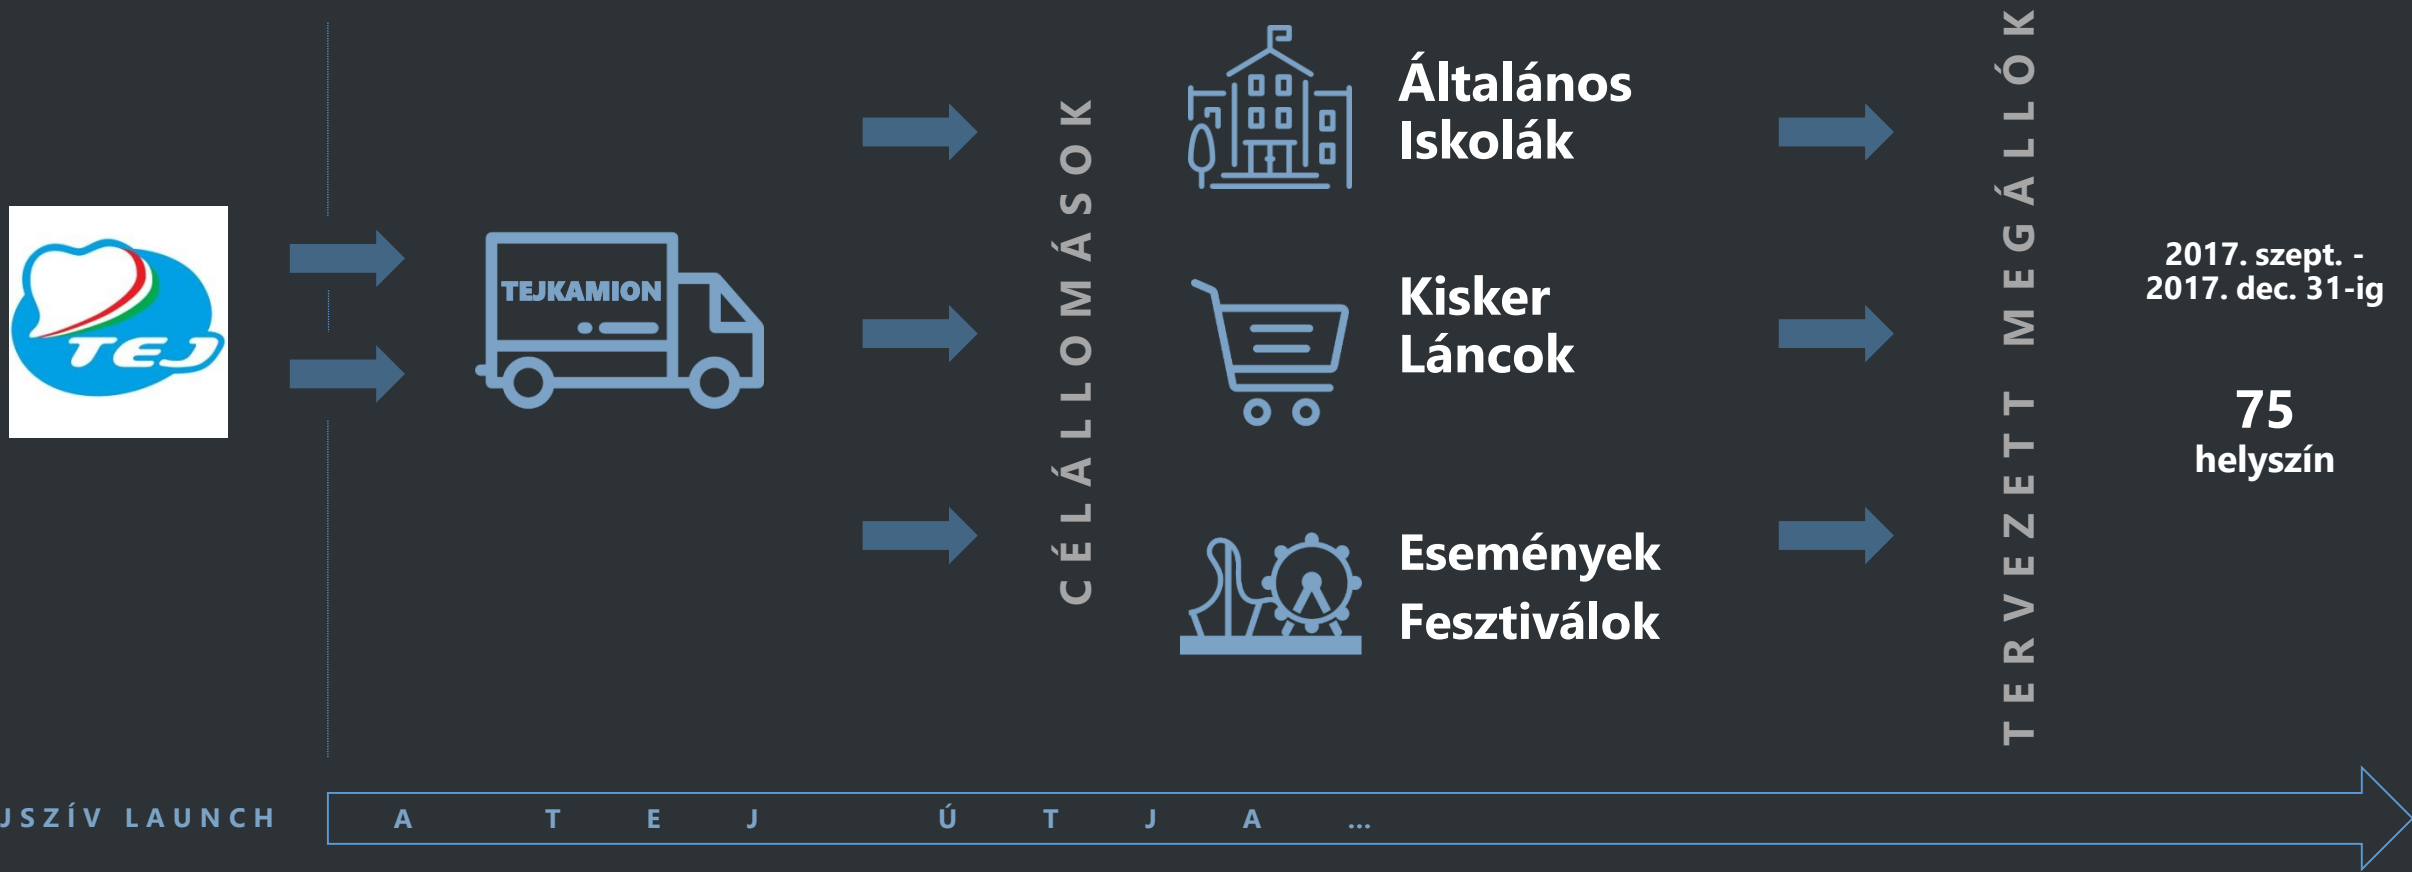 TEJ
TEJKAMION
CÉLÁLLOMÁSOK
Általános
Iskolák
Kisker
Láncok
Események
Fesztiválok
TERVEZETT MEGÁLLÓK
2017. szept. -
2017. dec. 31-ig
75
helyszín
JSZÍV LAUNCH
A TEJ ÚTJA ...